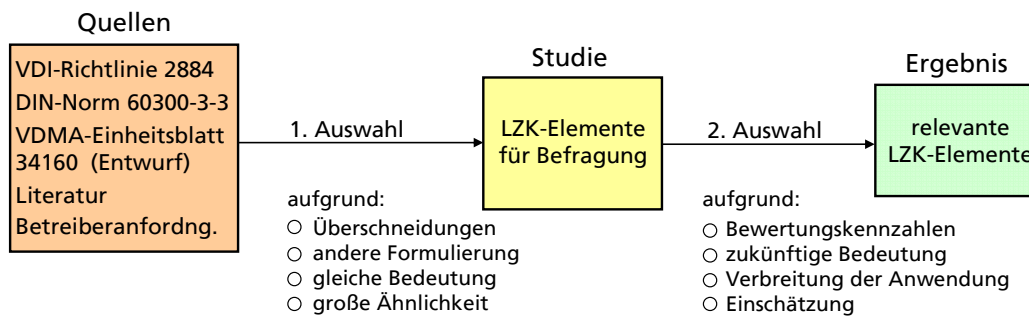 Quellen
VDI-Richtlinie 2884
DIN-Norm 60300-3-3
VDMA-Einheitsblatt
34160 (Entwurf)
Literatur
Betreiberanfordng.
1. Auswahl
aufgrund:
Überschneidungen
andere Formulierung
gleiche Bedeutung
große Ähnlichkeit
Studie
LZK-Elemente
für Befragung
2. Auswahl
aufgrund:
Bewertungskennzahlen
zukünftige Bedeutung
Verbreitung der Anwendung
Einschätzung
Ergebnis
relevante
LZK-Elemente